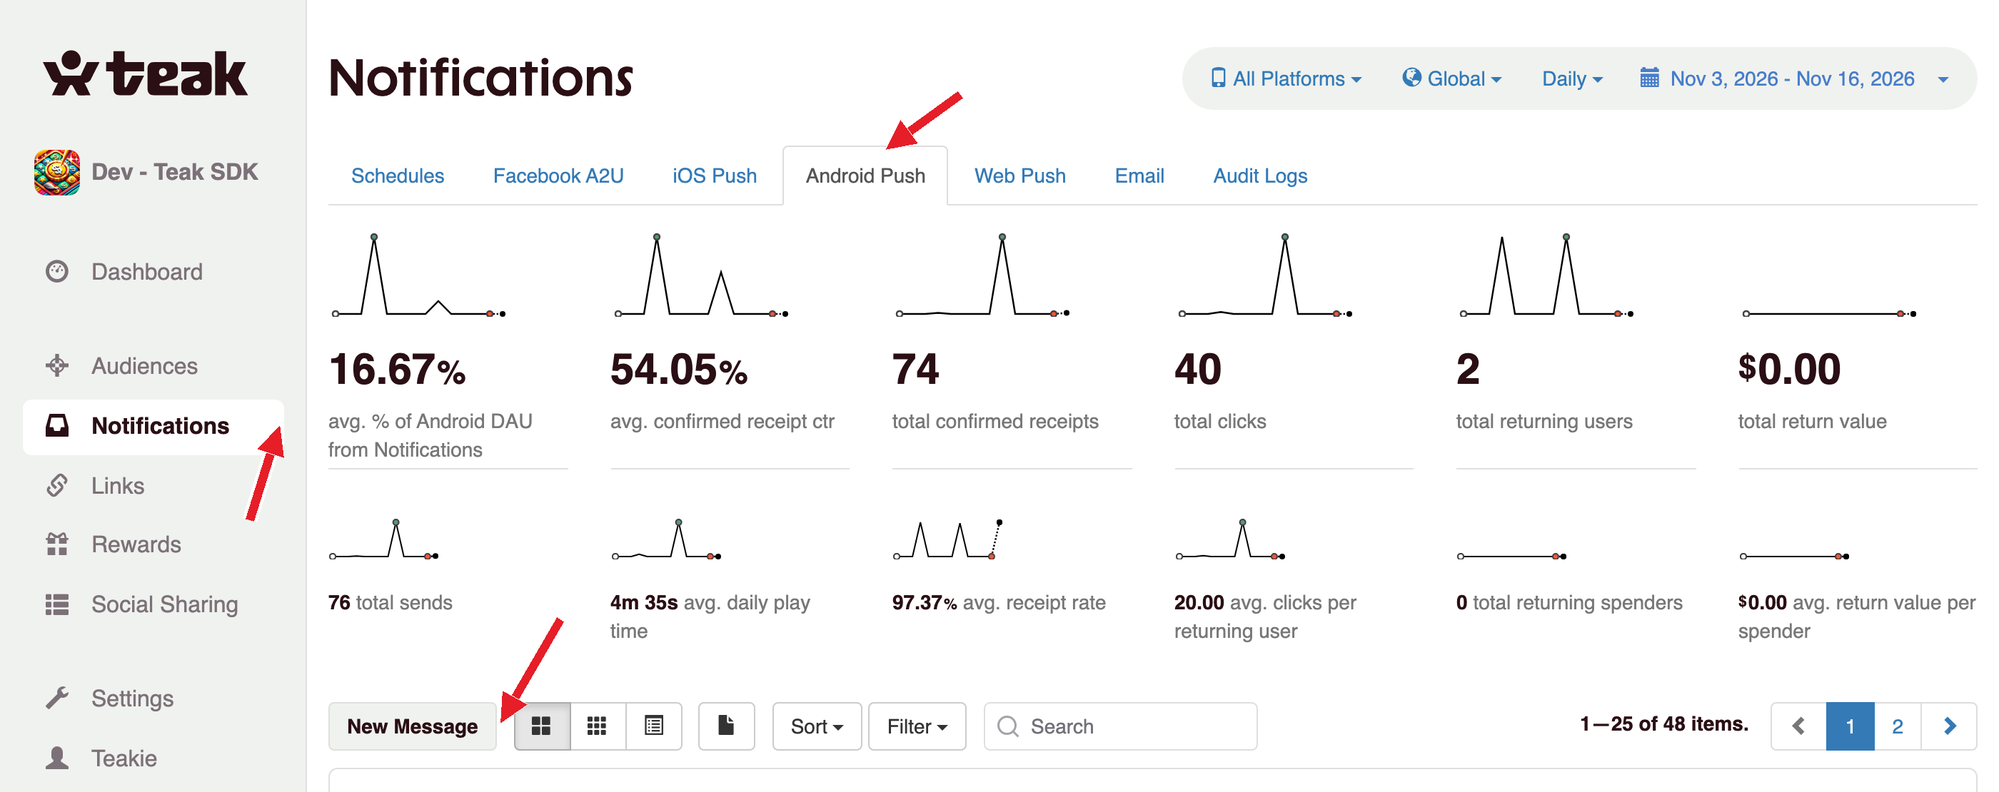 teak
Dev - Teak SDK
Dashboard
Audiences
Notifications
Links
Rewards
Social Sharing
Settings
Teakie
Notifications
All Platforms
Global
Daily
Nov 3, 2026 - Nov 16, 2026
Schedules
Facebook A2U
iOS Push
Android Push
Web Push
Email
Audit Logs
16.67%
avg. % of Android DAU
from Notifications
54.05%
avg. confirmed receipt ctr
74
total confirmed receipts
40
total clicks
2
total returning users
$0.00
total return value
76 total sends
4m 35s avg. daily play
time
97.37% avg. receipt rate
20.00 avg. clicks per
returning user
0 total returning spenders
$0.00 avg. return value per
spender
New Message
Sort
Filter
Search
1—25 of 48 items.
1
2